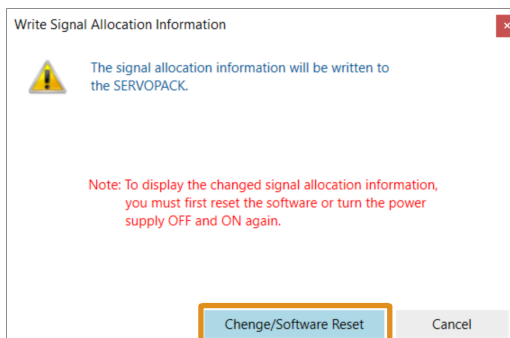 Write Signal Allocation Information
The signal allocation information will be written to
the SERVOPACK.
Note: To display the changed signal allocation information,
you must first reset the software or turn the power
supply OFF and ON again.
Chenge/Software Reset
Cancel